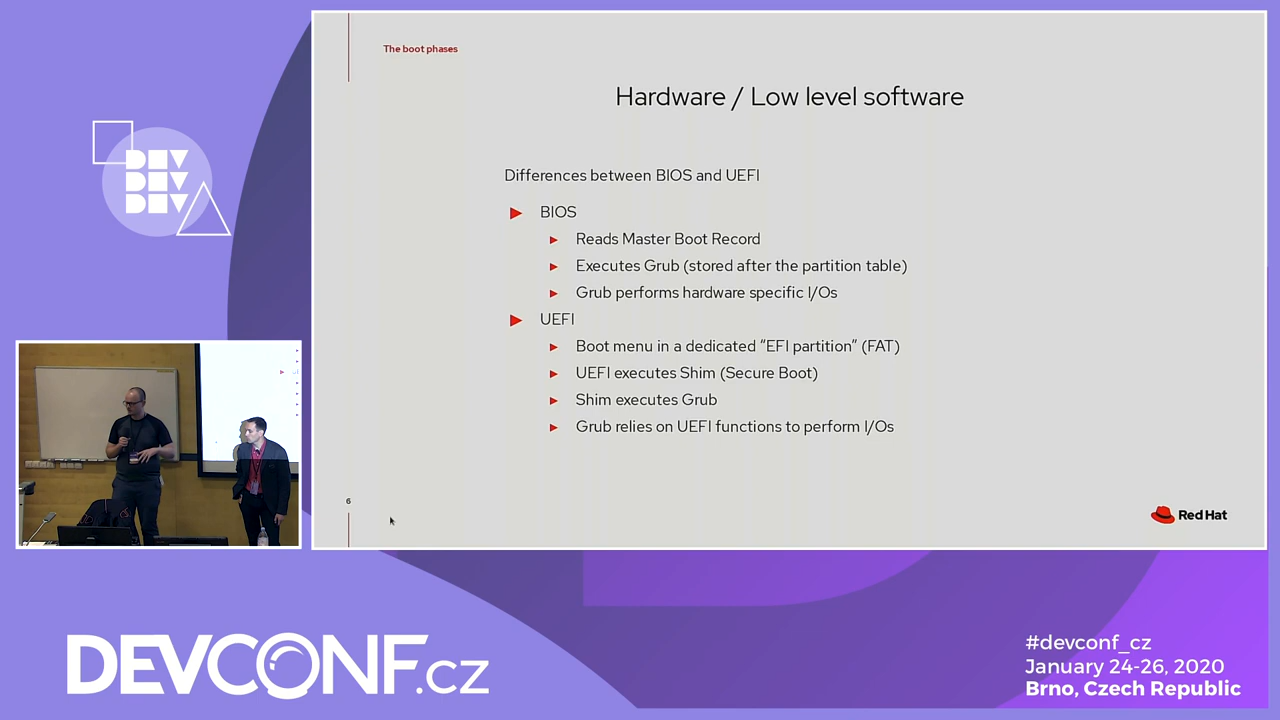 DEV
DEV
DEV
The boot phases
Hardware / Low level software
Differences between BIOS and UEFI
BIOS
Reads Master Boot Record
Executes Grub (stored after the partition table)
Grub performs hardware specific I/Os
UEFI
Boot menu in a dedicated “EFI partition” (FAT)
UEFI executes Shim (Secure Boot)
Shim executes Grub
Grub relies on UEFI functions to perform I/Os
6
Red Hat
DEVCONF.cz
#devconf_cz
January 24-26, 2020
Brno, Czech Republic